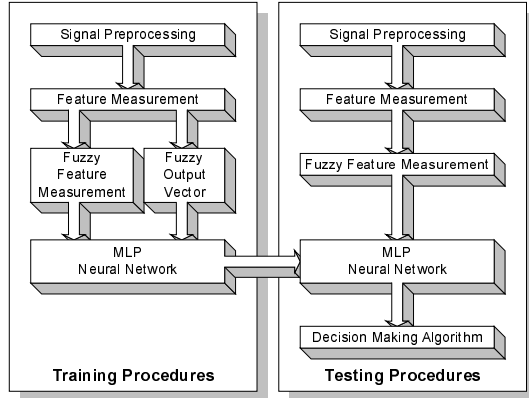 Signal Preprocessing
Feature Measurement
Fuzzy
Feature
Measurement
Fuzzy
Output
Vector
MLP
Neural Network
Training Procedures
Signal Preprocessing
Feature Measurement
Fuzzy Feature Measurement
MLP
Neural Network
Decision Making Algorithm
Testing Procedures